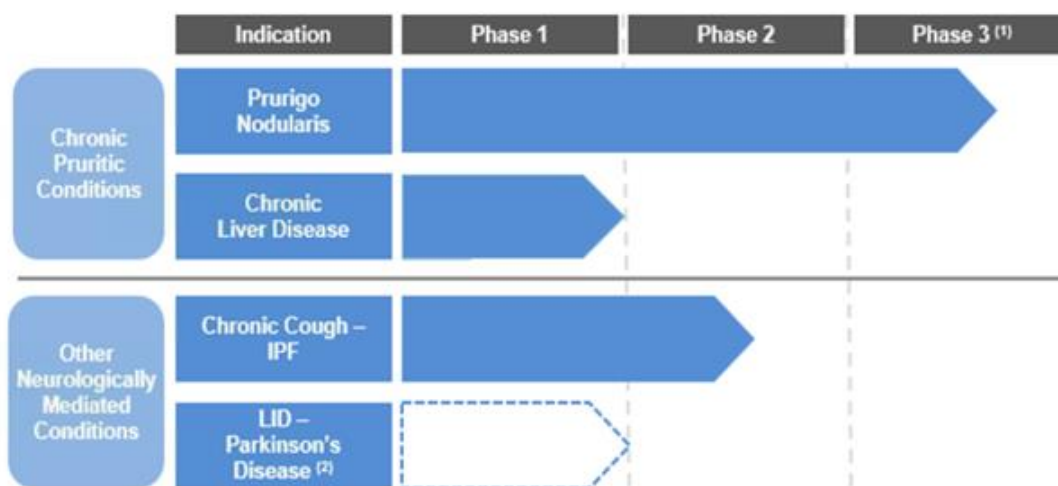 Indication Phase 1 Phase 2 Phase 3 (1)
Chronic
Pruritic
Conditions
Prurigo
Nodularis
Chronic
Liver Disease
Other
Neurologically
Mediated
Conditions
Chronic Cough –
IPF
LID –
Parkinson's
Disease (2)